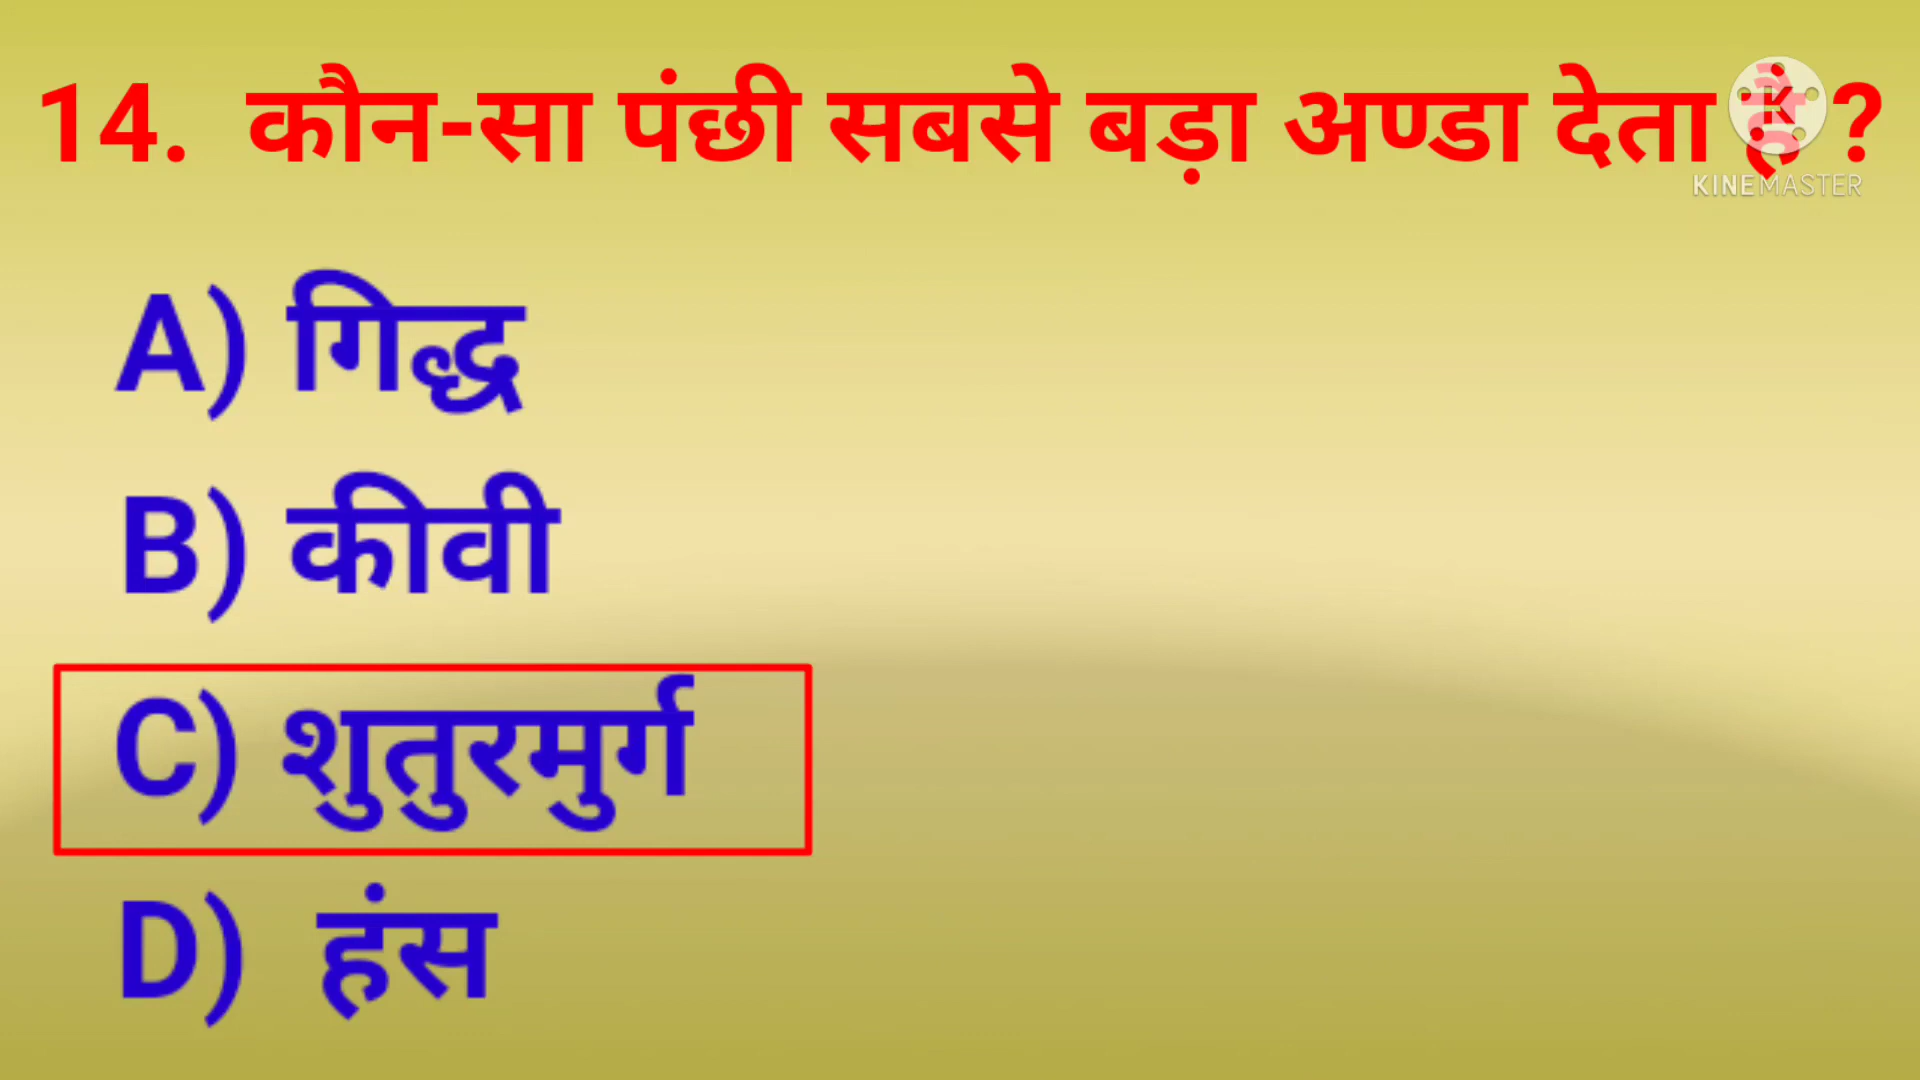 14. कौन-सा पंछी सबसे बड़ा अण्डा देता है ?
KINEMASTER
A) गिद्ध
B) कीवी
C) शुतुरमुर्ग
D) हंस